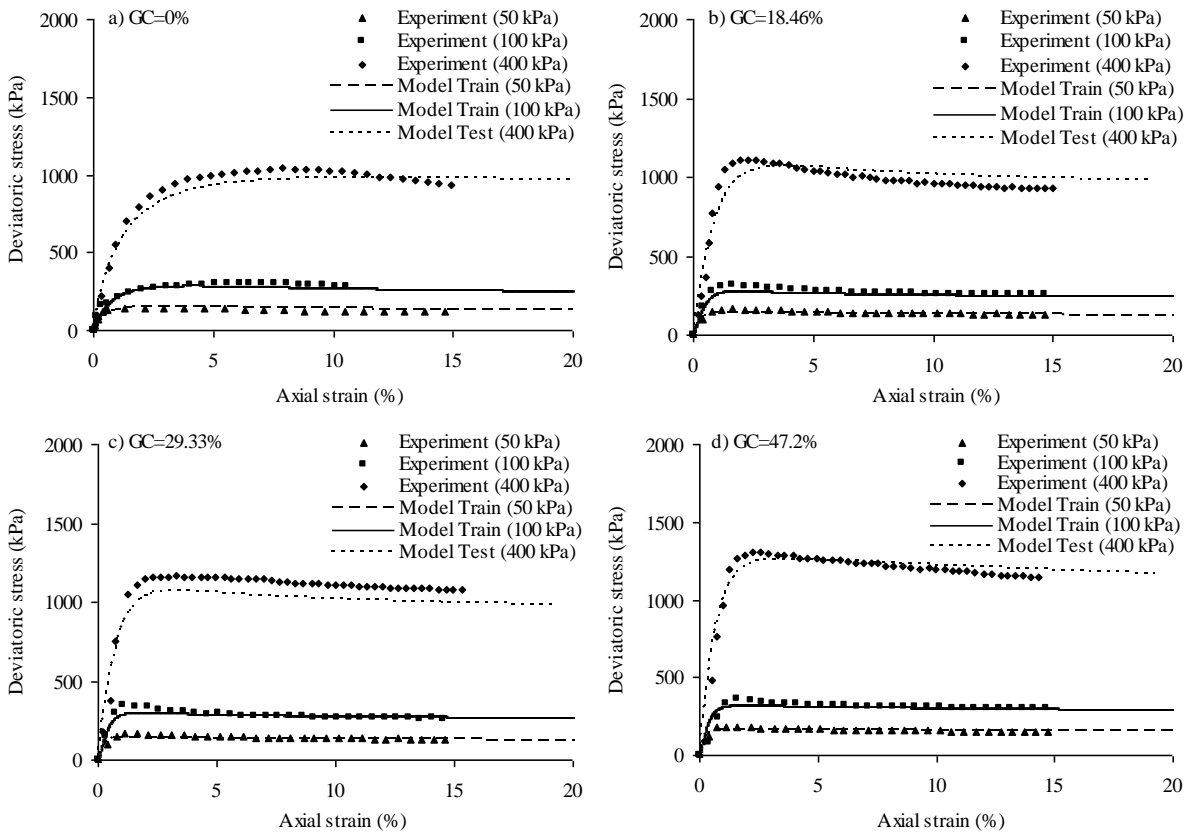 a) GC=0%
Experiment (50 kPa)
Experiment (100 kPa)
Experiment (400 kPa)
Model Train (50 kPa)
Model Train (100 kPa)
Model Test (400 kPa)
2000
1500
1000
500
0
Deviatoric stress (kPa)
0 5 10 15 20
Axial strain (%)
b) GC=18.46%
Experiment (50 kPa)
Experiment (100 kPa)
Experiment (400 kPa)
Model Train (50 kPa)
Model Train (100 kPa)
Model Test (400 kPa)
2000
1500
1000
500
0
Deviatoric stress (kPa)
0 5 10 15 20
Axial strain (%)
c) GC=29.33%
Experiment (50 kPa)
Experiment (100 kPa)
Experiment (400 kPa)
Model Train (50 kPa)
Model Train (100 kPa)
Model Test (400 kPa)
2000
1500
1000
500
0
Deviatoric stress (kPa)
0 5 10 15 20
Axial strain (%)
d) GC=47.2%
Experiment (50 kPa)
Experiment (100 kPa)
Experiment (400 kPa)
Model Train (50 kPa)
Model Train (100 kPa)
Model Test (400 kPa)
2000
1500
1000
500
0
Deviatoric stress (kPa)
0 5 10 15 20
Axial strain (%)